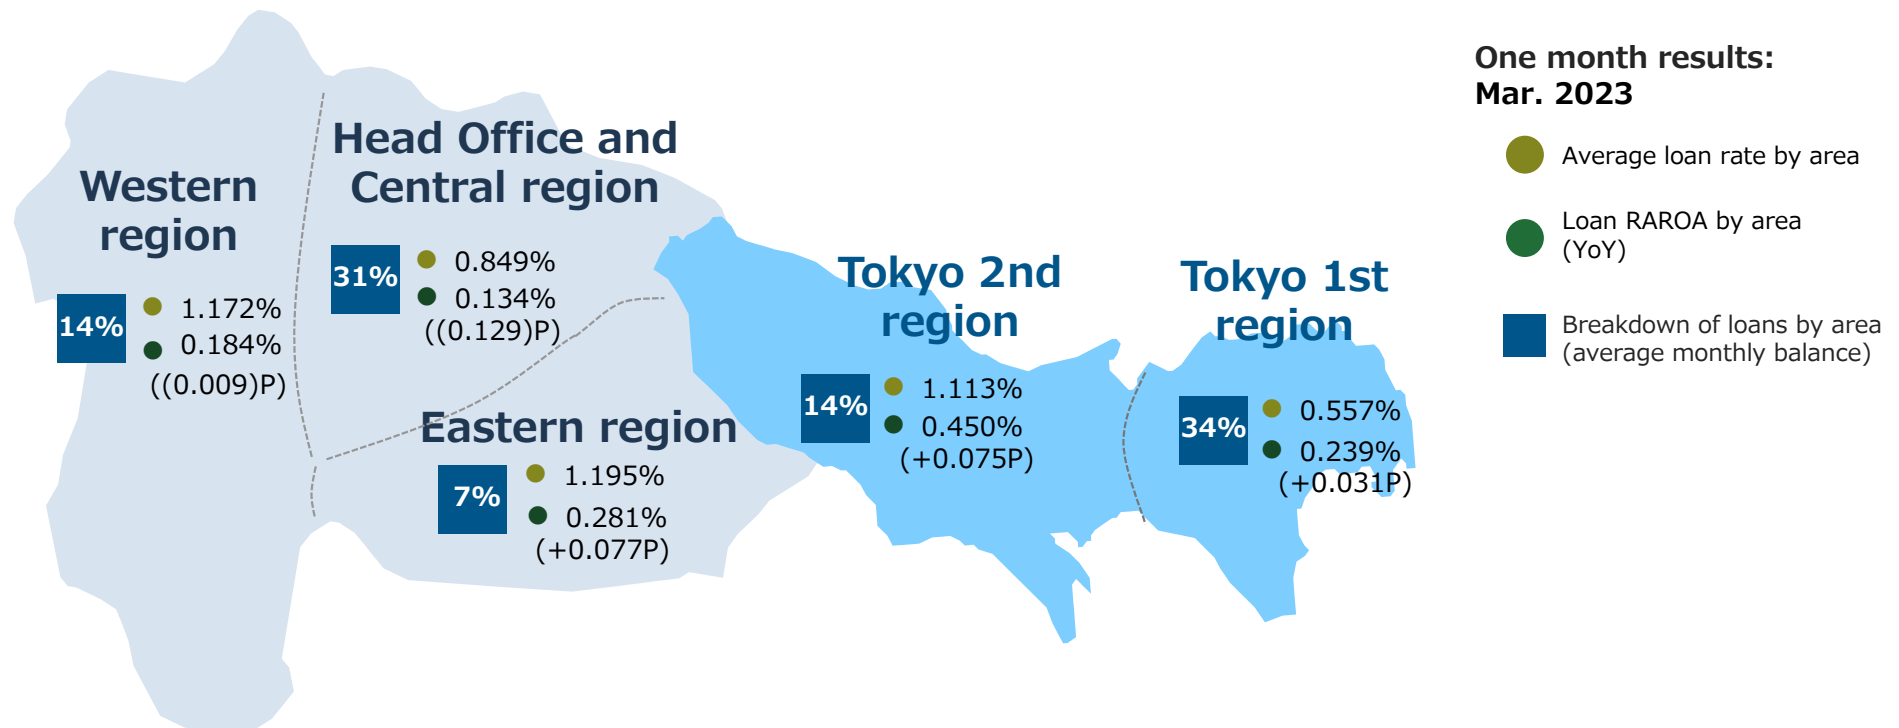 One month results:
Mar. 2023
Average loan rate by area
Loan RAROA by area
(YoY)
Breakdown of loans by area
(average monthly balance)
Western
region
14%
1.172%
0.184%
((0.009)P)
Head Office and
Central region
31%
0.849%
0.134%
((0.129)P)
Eastern region
7%
1.195%
0.281%
(+0.077P)
Tokyo 2nd
region
14%
1.113%
0.450%
(+0.075P)
Tokyo 1st
region
34%
0.557%
0.239%
(+0.031P)